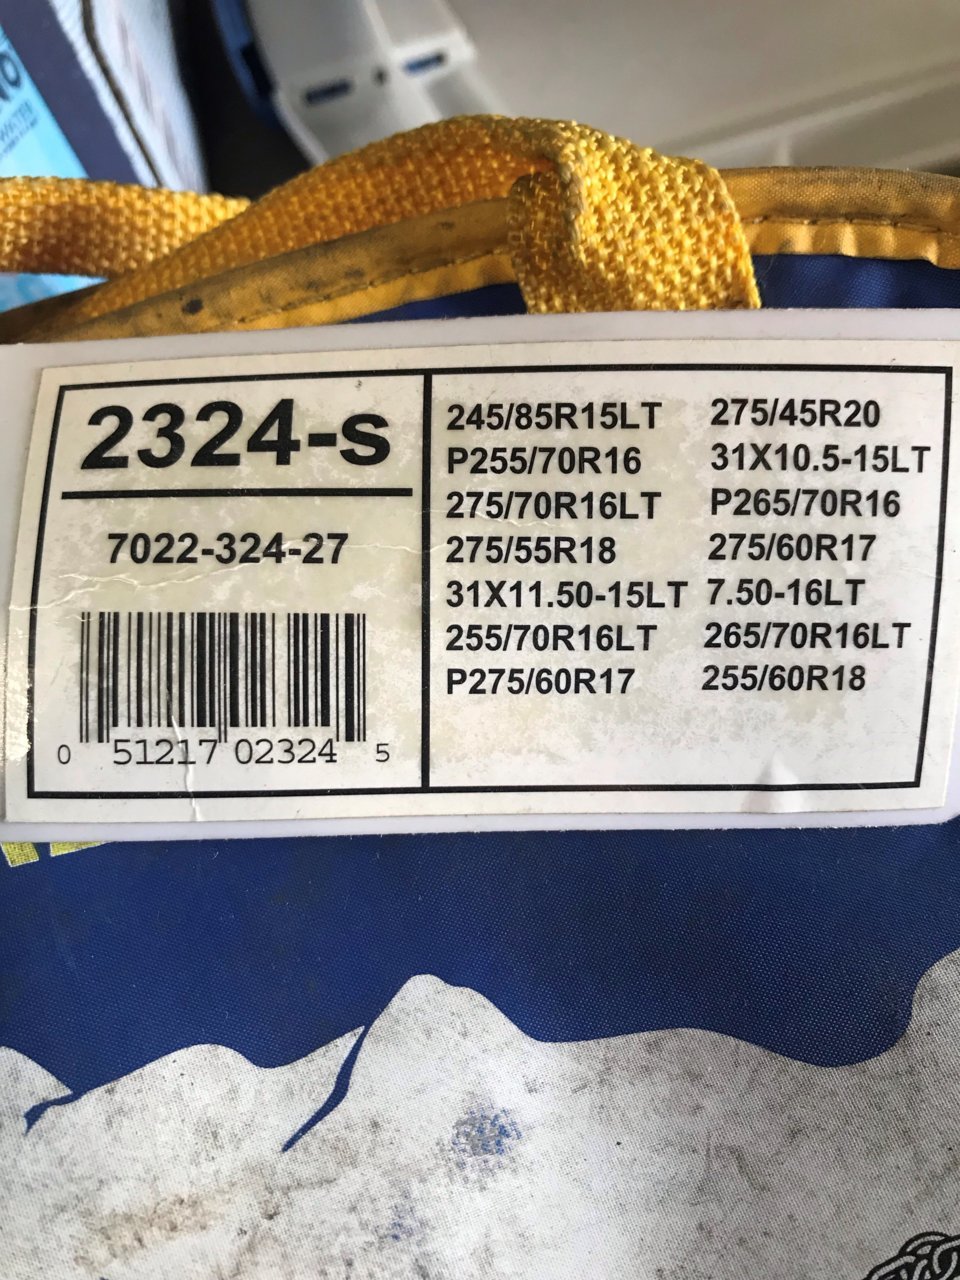 2324-s
7022-324-27
0 51217 02324 5
245/85R15LT
P255/70R16
275/70R16LT
275/55R18
31X11.50-15LT
255/70R16LT
P275/60R17
275/45R20
31X10.5-15LT
P265/70R16
275/60R17
7.50-16LT
265/70R16LT
255/60R18